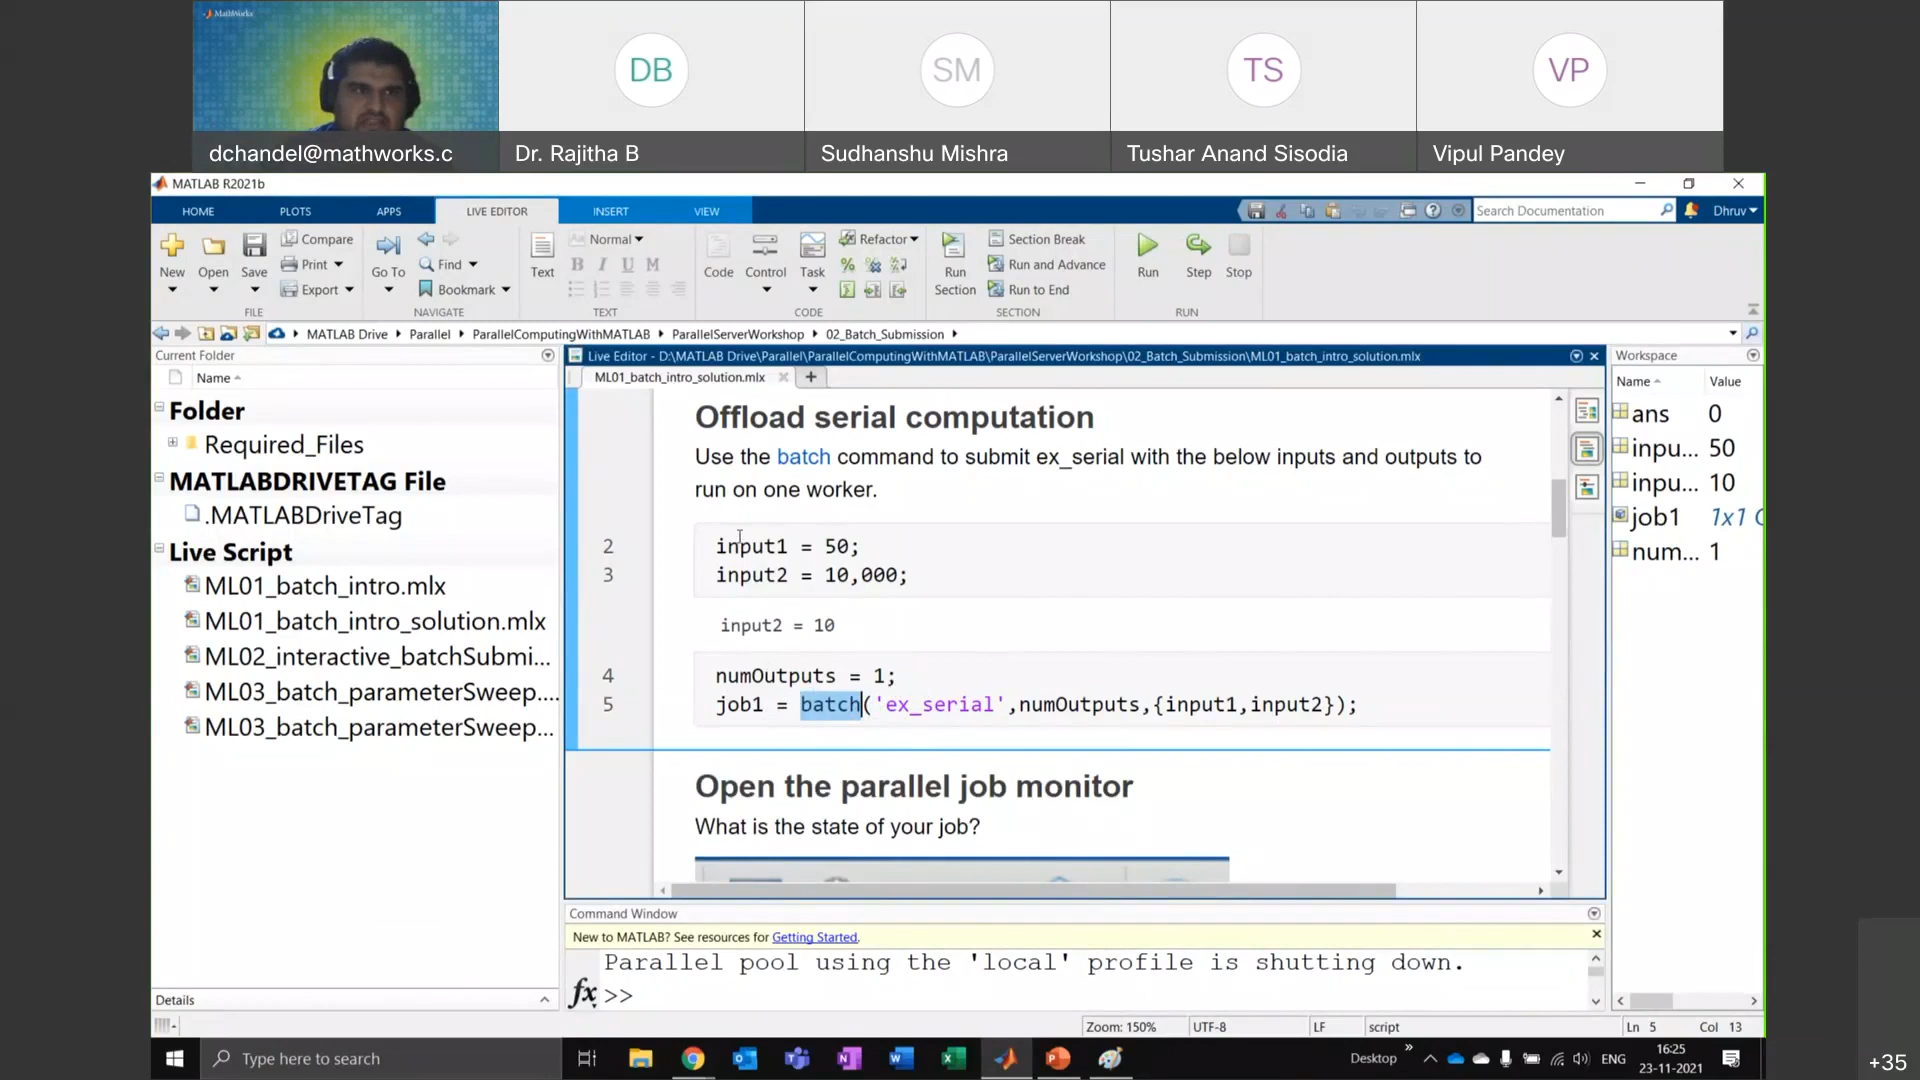 MathWorks
DB
SM
TS
VP
dchandel@mathworks.c
Dr. Rajitha B
Sudhanshu Mishra
Tushar Anand Sisodia
Vipul Pandey
MATLAB R2021b
HOME
PLOTS
APPS
LIVE EDITOR
INSERT
VIEW
Search Documentation
Dhruv
New
Open
Save
Compare
Print
Export
FILE
Go To
Find
Bookmark
NAVIGATE
Text
Normal
B I U M
TEXT
Code
Control
Task
Refactor
CODE
Run
Section
Section Break
Run and Advance
Run to End
SECTION
Run
Step
Stop
RUN
MATLAB Drive
Parallel
ParallelComputingWithMATLAB
ParallelServerWorkshop
02_Batch_Submission
Current Folder
Name
Folder
Required_Files
MATLABDRIVETAG File
.MATLABDriveTag
Live Script
ML01_batch_intro.mlx
ML01_batch_intro_solution.mlx
ML02_interactive_batchSubmi...
ML03_batch_parameterSweep....
ML03_batch_parameterSweep...
Details
Live Editor - D:\MATLAB Drive\Parallel\ParallelComputingWithMATLAB\ParallelServerWorkshop\02_Batch_Submission\ML01_batch_intro_solution.mlx
ML01_batch_intro_solution.mlx
Offload serial computation
Use the batch command to submit ex_serial with the below inputs and outputs to
run on one worker.
2 input1 = 50;
3 input2 = 10,000;
input2 = 10
4 numOutputs = 1;
5 job1 = batch('ex_serial',numOutputs,{input1,input2});
Open the parallel job monitor
What is the state of your job?
Command Window
New to MATLAB? See resources for Getting Started.
Parallel pool using the 'local' profile is shutting down.
fx >>
Workspace
Name Value
ans 0
inpu... 50
inpu... 10
job1 1x1 C
num... 1
Zoom: 150%
UTF-8
LF
script
Ln 5 Col 13
Type here to search
Desktop
ENG
16:25
23-11-2021
+35